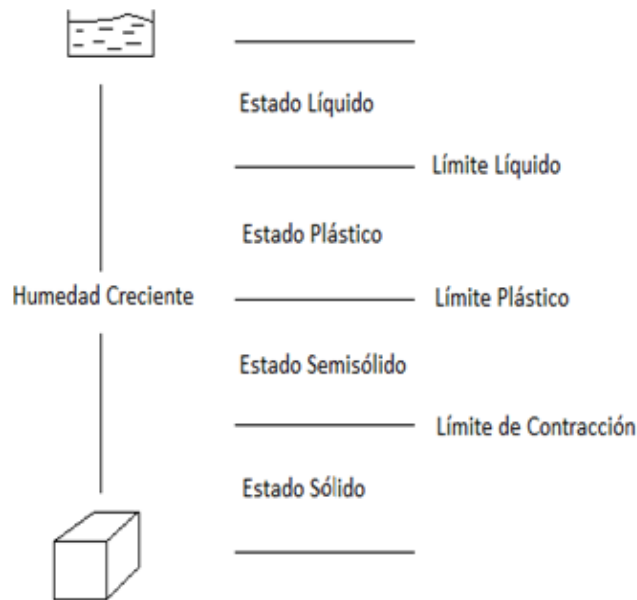 Estado Líquido
Límite Líquido
Estado Plástico
Humedad Creciente
Límite Plástico
Estado Semisólido
Límite de Contracción
Estado Sólido